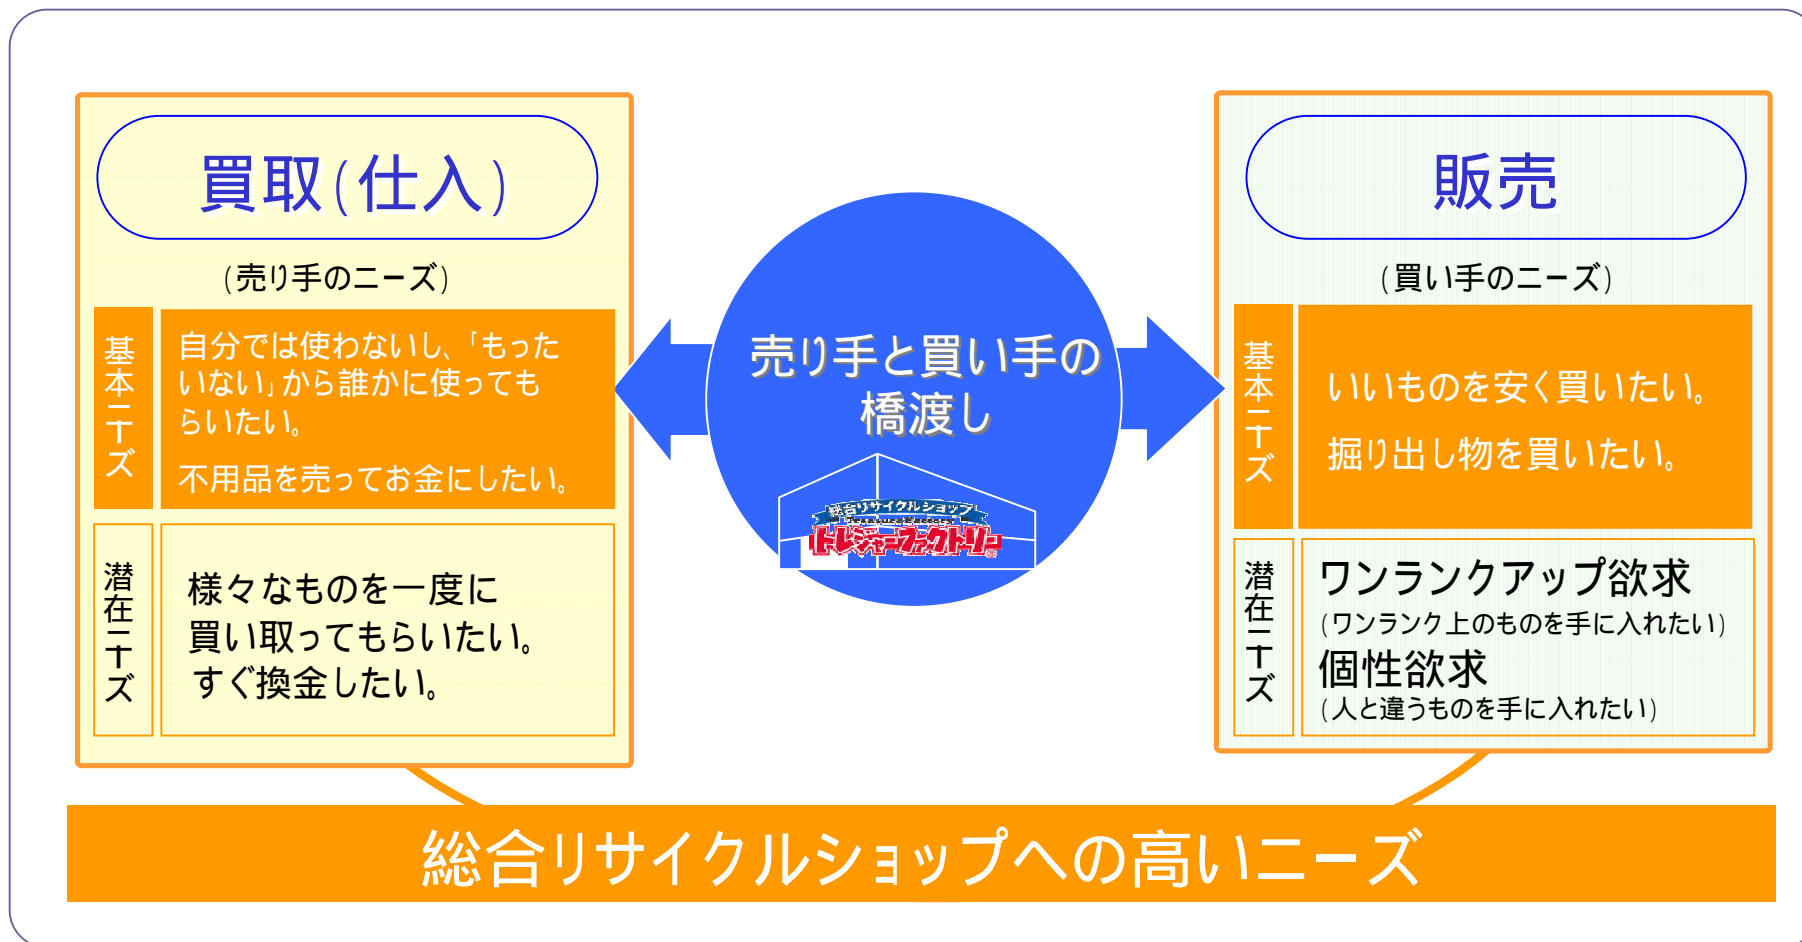 買取(仕入)
(売り手のニーズ)
基本ニーズ
自分では使わないし、「もった
いない」から誰かに使っても
らいたい。
不用品を売ってお金にしたい。
潜在ニーズ
様々なものを一度に
買い取ってもらいたい。
すぐ換金したい。
売り手と買い手の
橋渡し
総合リサイクルショップ
Treasure Factory
トレジャーファクトリー
販売
(買い手のニーズ)
基本ニーズ
いいものを安く買いたい。
掘り出し物を買いたい。
潜在ニーズ
ワンランクアップ欲求
(ワンランク上のものを手に入れたい)
個性欲求
(人と違うものを手に入れたい)
総合リサイクルショップへの高いニーズ